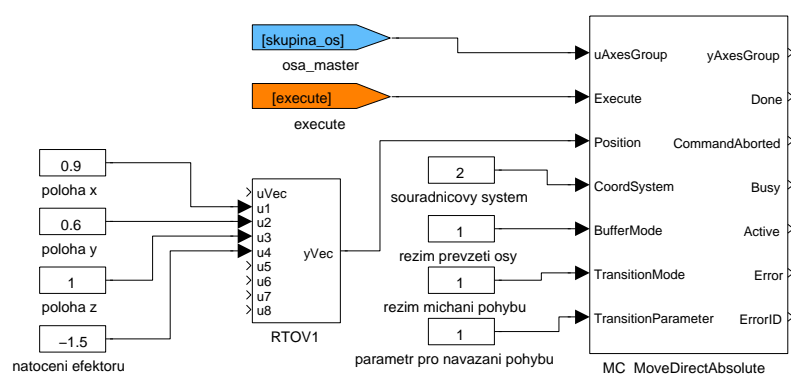 [skupina_os]
osa_master
[execute]
execute
0.9
poloha x
0.6
poloha y
1
poloha z
−1.5
natoceni efektoru
uVec
u1
u2
u3
u4
u5
u6
u7
u8
yVec
RTOV1
2
souradnicovy system
1
rezim prevzeti osy
1
rezim michani pohybu
1
parametr pro navazani pohybu
uAxesGroup
yAxesGroup
Execute
Done
Position
CommandAborted
CoordSystem
Busy
BufferMode
Active
TransitionMode
Error
TransitionParameter
ErrorID
MC_MoveDirectAbsolute